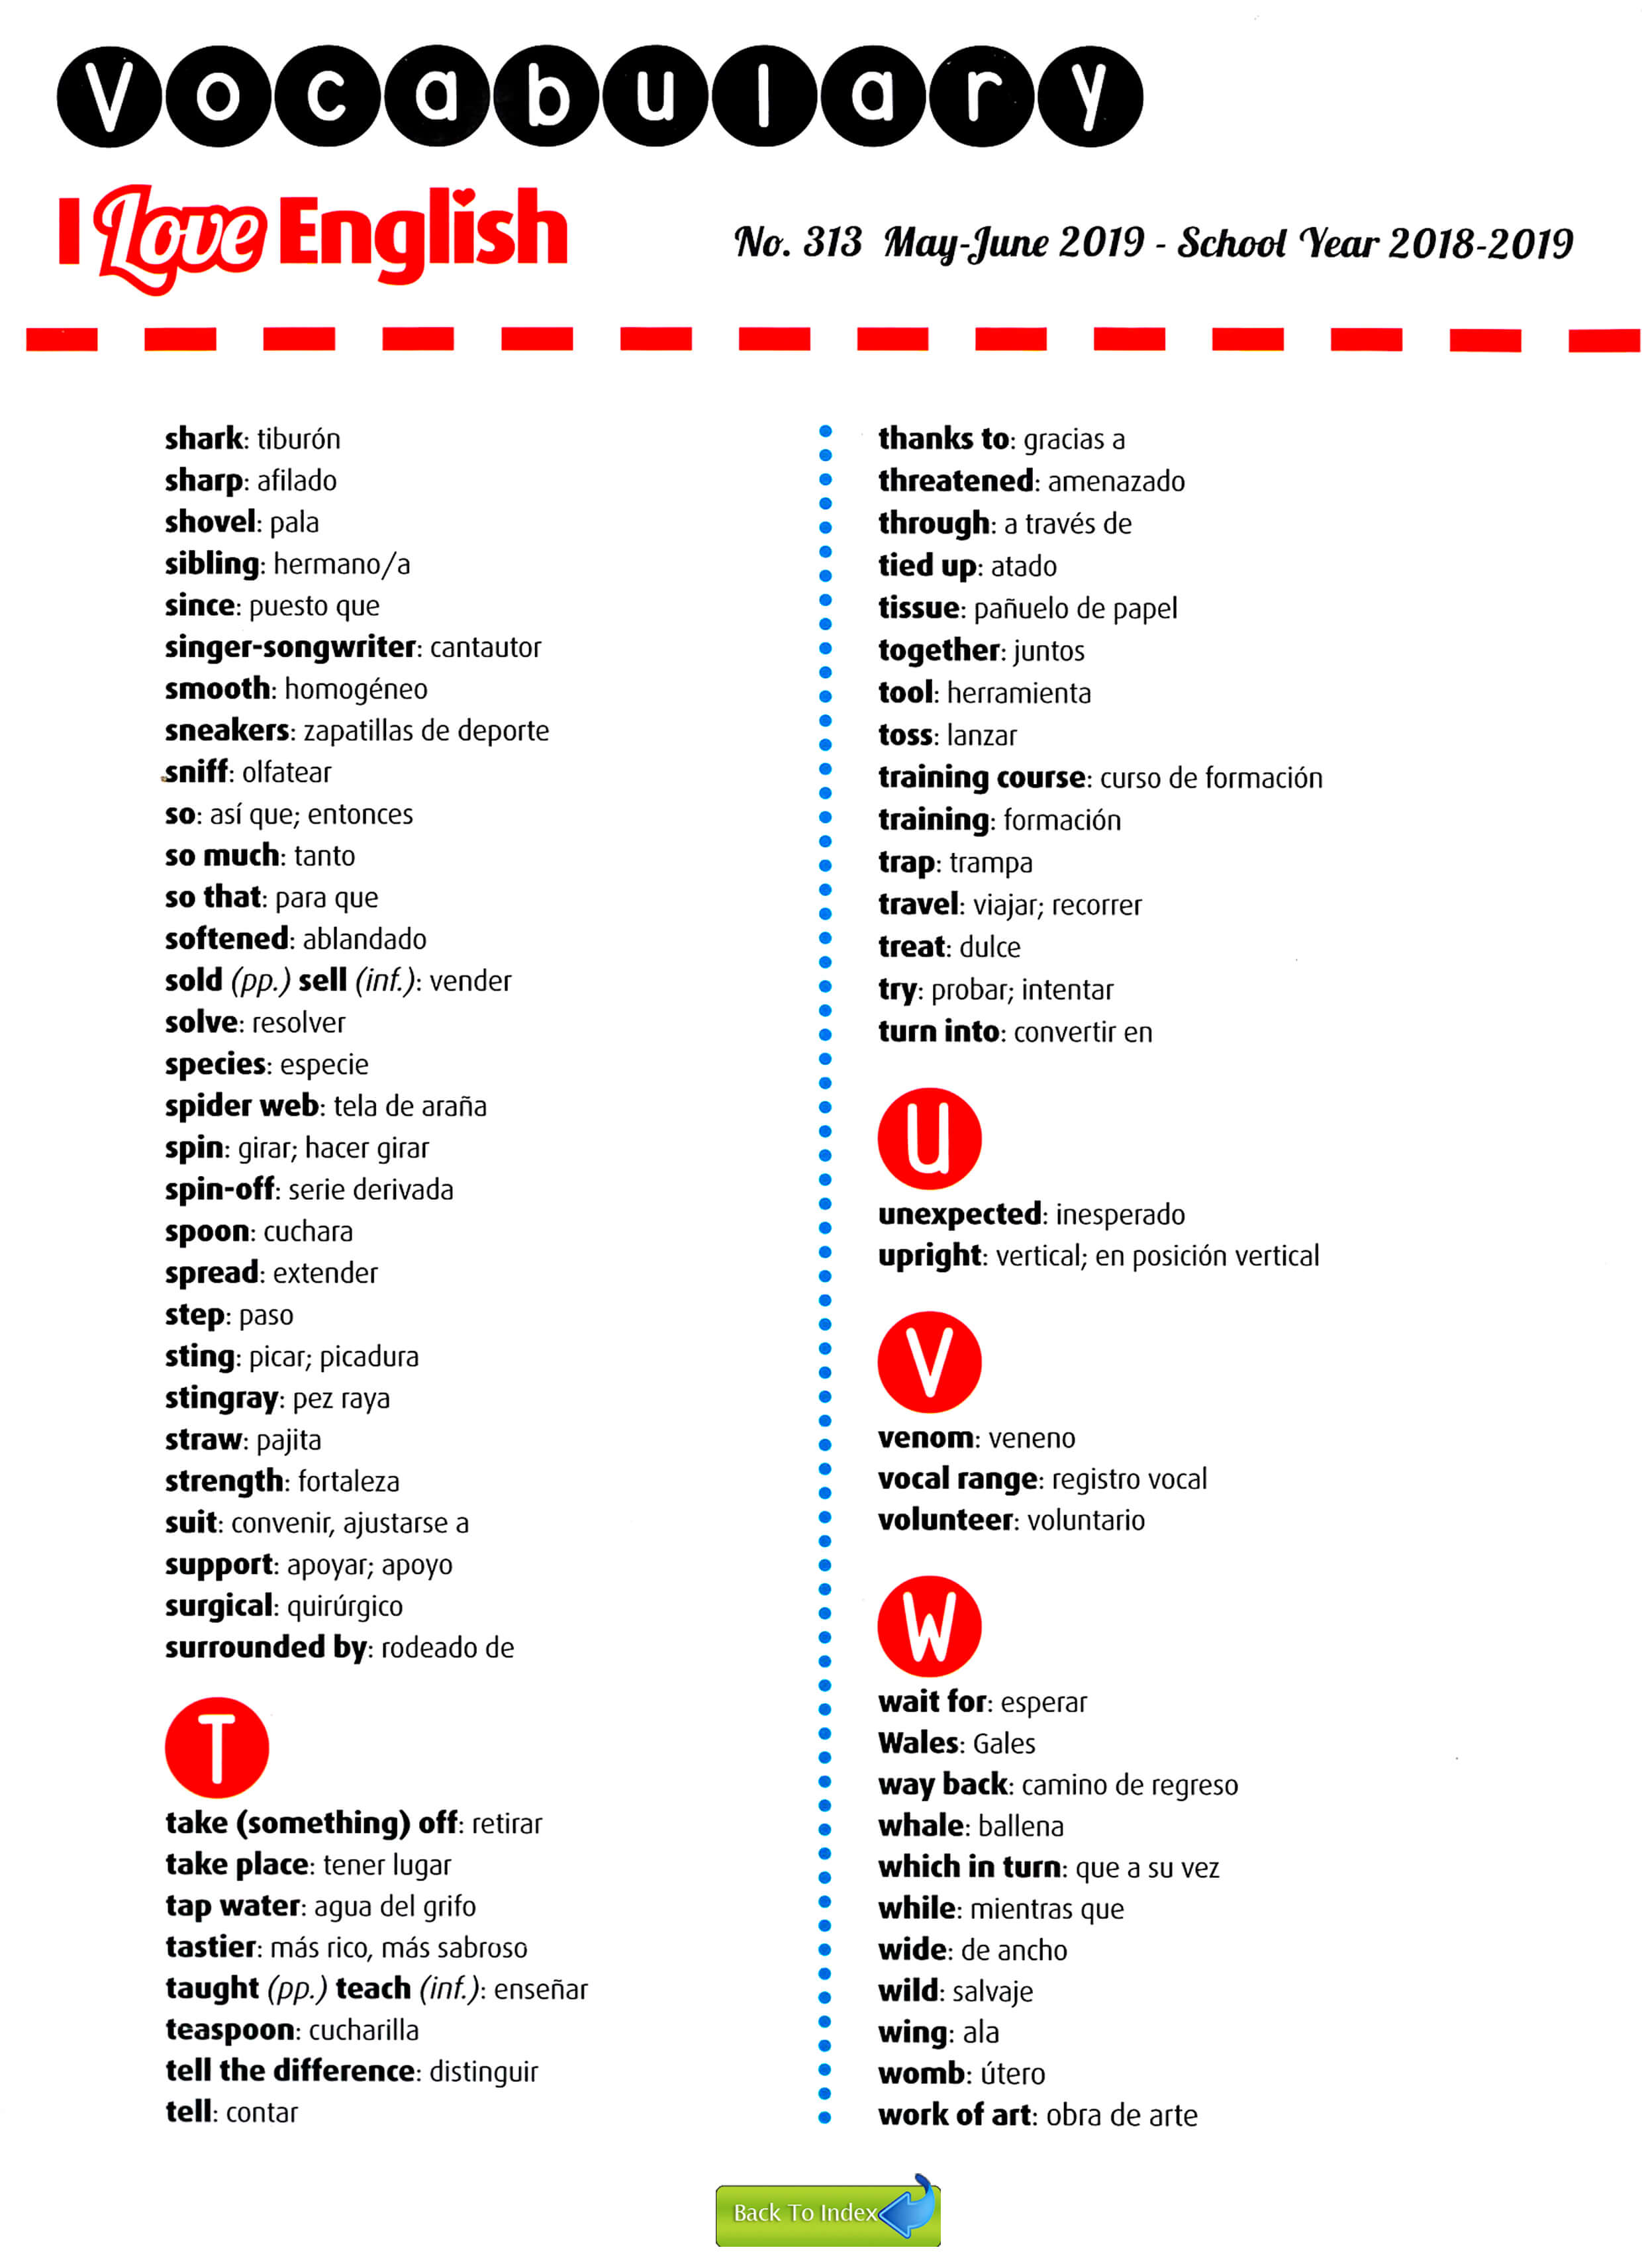 Vocabulary
I Love English
No. 313 May-June 2019 - School Year 2018-2019
shark: tiburón
sharp: afilado
shovel: pala
sibling: hermano/a
since: puesto que
singer-songwriter: cantautor
smooth: homogéneo
sneakers: zapatillas de deporte
sniff: olfatear
so: así que; entonces
so much: tanto
so that: para que
softened: ablandado
sold (pp.) sell (inf.): vender
solve: resolver
species: especie
spider web: tela de araña
spin: girar; hacer girar
spin-off: serie derivada
spoon: cuchara
spread: extender
step: paso
sting: picar; picadura
stingray: pez raya
straw: pajita
strength: fortaleza
suit: convenir, ajustarse a
support: apoyar; apoyo
surgical: quirúrgico
surrounded by: rodeado de
T
take (something) off: retirar
take place: tener lugar
tap water: agua del grifo
tastier: más rico, más sabroso
taught (pp.) teach (inf.): enseñar
teaspoon: cucharilla
tell the difference: distinguir
tell: contar
thanks to: gracias a
threatened: amenazado
through: a través de
tied up: atado
tissue: pañuelo de papel
together: juntos
tool: herramienta
toss: lanzar
training course: curso de formación
training: formación
trap: trampa
travel: viajar; recorrer
treat: dulce
try: probar; intentar
turn into: convertir en
U
unexpected: inesperado
upright: vertical; en posición vertical
V
venom: veneno
vocal range: registro vocal
volunteer: voluntario
W
wait for: esperar
Wales: Gales
way back: camino de regreso
whale: ballena
which in turn: que a su vez
while: mientras que
wide: de ancho
wild: salvaje
wing: ala
womb: útero
work of art: obra de arte
Back To Index